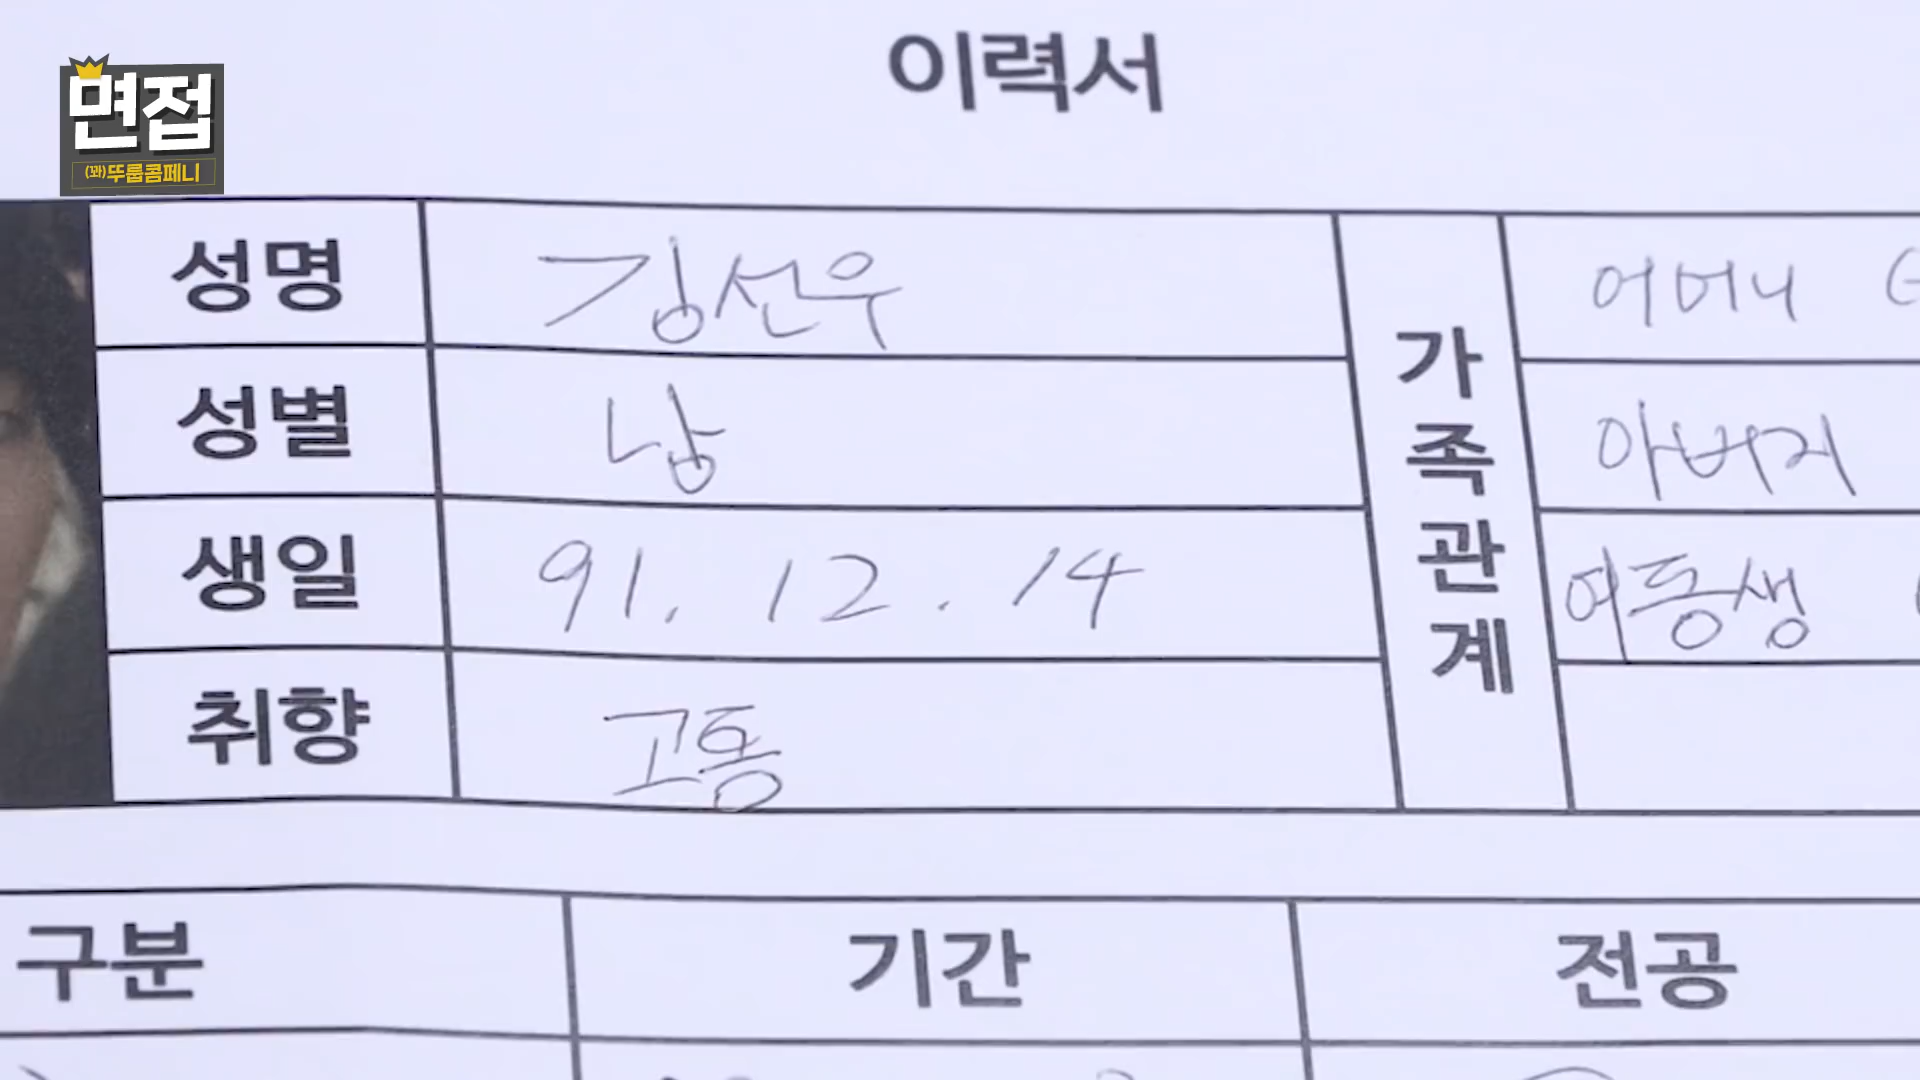 이력서
면접
(꽈)뚜룹콤페니
성명 김선우
성별 남
생일 91. 12. 14
취향 고통
가족관계
어머니
아버지
여동생
구분 기간 전공